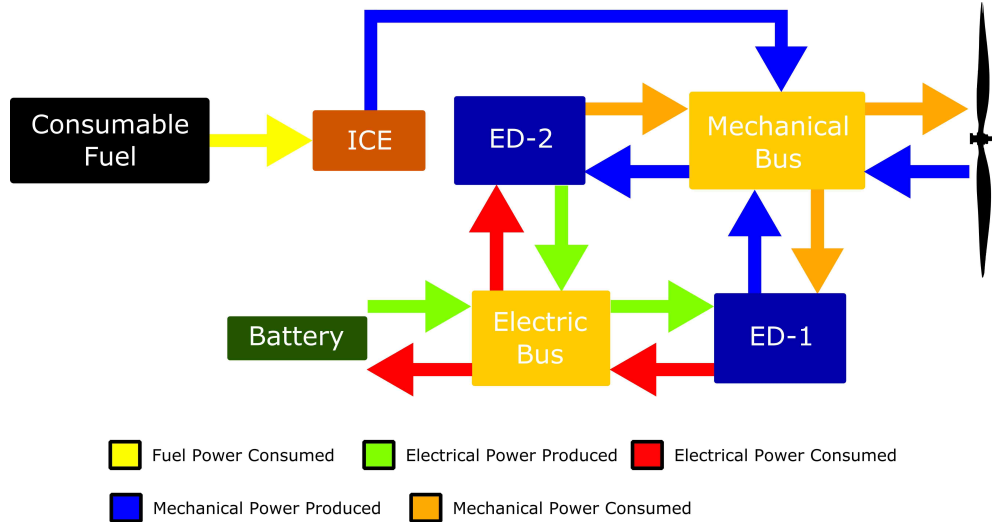 Consumable
Fuel
ICE
ED-2
Mechanical
Bus
Battery
Electric
Bus
ED-1
Fuel Power Consumed
Electrical Power Produced
Electrical Power Consumed
Mechanical Power Produced
Mechanical Power Consumed